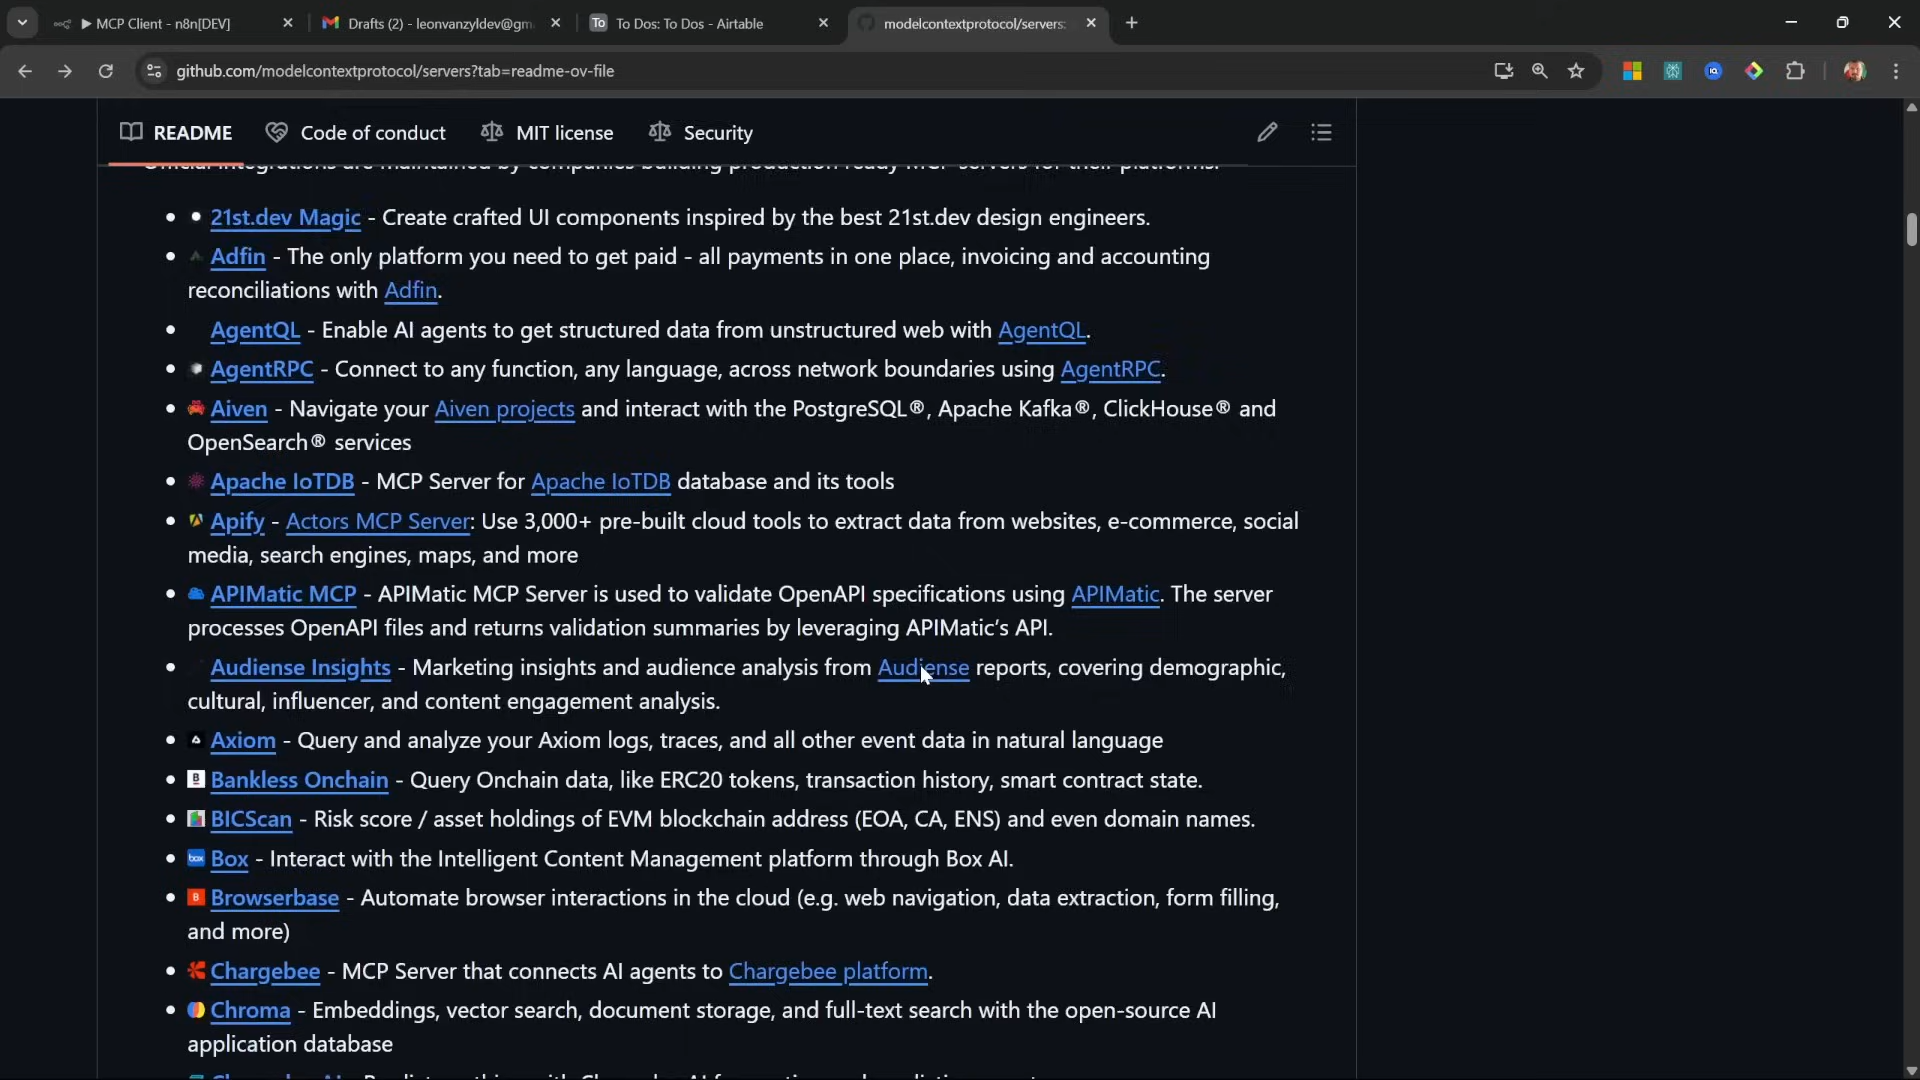 MCP Client - n8n[DEV]
Drafts (2) - leonvanzyldev@gm
To Dos: To Dos - Airtable
modelcontextprotocol/servers:
github.com/modelcontextprotocol/servers?tab=readme-ov-file
README
Code of conduct
MIT license
Security
Official integrations are maintained by companies building production ready MCP servers for their platforms.
21st.dev Magic - Create crafted UI components inspired by the best 21st.dev design engineers.
Adfin - The only platform you need to get paid - all payments in one place, invoicing and accounting
reconciliations with Adfin.
AgentQL - Enable AI agents to get structured data from unstructured web with AgentQL.
AgentRPC - Connect to any function, any language, across network boundaries using AgentRPC.
Aiven - Navigate your Aiven projects and interact with the PostgreSQL®, Apache Kafka®, ClickHouse® and
OpenSearch® services
Apache IoTDB - MCP Server for Apache IoTDB database and its tools
Apify - Actors MCP Server: Use 3,000+ pre-built cloud tools to extract data from websites, e-commerce, social
media, search engines, maps, and more
APIMatic MCP - APIMatic MCP Server is used to validate OpenAPI specifications using APIMatic. The server
processes OpenAPI files and returns validation summaries by leveraging APIMatic’s API.
Audiense Insights - Marketing insights and audience analysis from Audiense reports, covering demographic,
cultural, influencer, and content engagement analysis.
Axiom - Query and analyze your Axiom logs, traces, and all other event data in natural language
Bankless Onchain - Query Onchain data, like ERC20 tokens, transaction history, smart contract state.
BICScan - Risk score / asset holdings of EVM blockchain address (EOA, CA, ENS) and even domain names.
Box - Interact with the Intelligent Content Management platform through Box AI.
Browserbase - Automate browser interactions in the cloud (e.g. web navigation, data extraction, form filling,
and more)
Chargebee - MCP Server that connects AI agents to Chargebee platform.
Chroma - Embeddings, vector search, document storage, and full-text search with the open-source AI
application database